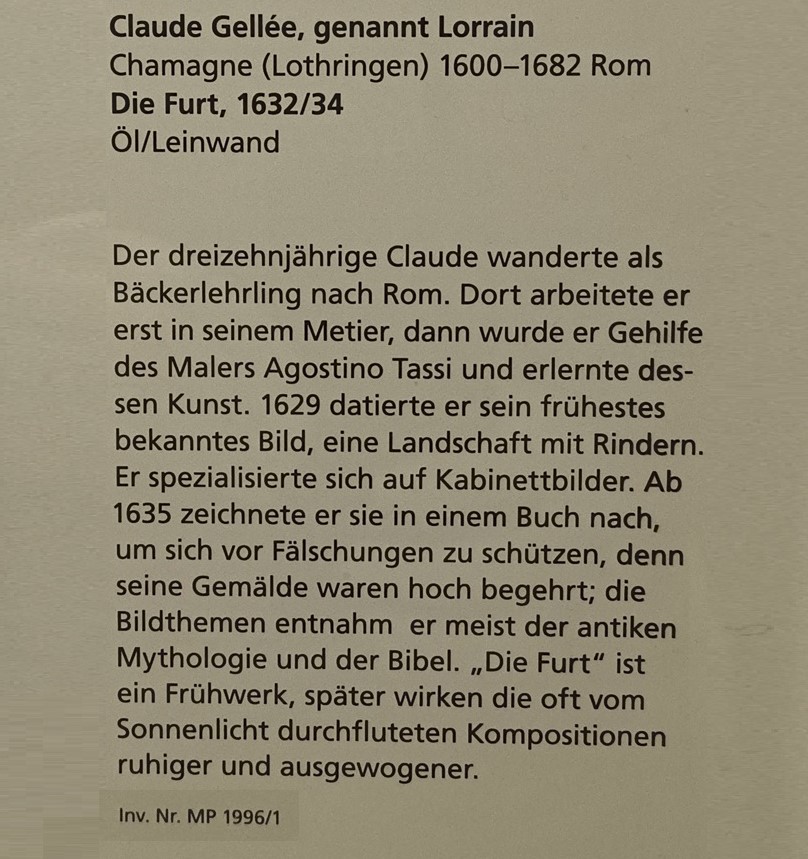 Claude Gellée, genannt Lorrain
Chamagne (Lothringen) 1600–1682 Rom
Die Furt, 1632/34
Öl/Leinwand
Der dreizehnjährige Claude wanderte als
Bäckerlehrling nach Rom. Dort arbeitete er
erst in seinem Metier, dann wurde er Gehilfe
des Malers Agostino Tassi und erlernte des-
sen Kunst. 1629 datierte er sein frühestes
bekanntes Bild, eine Landschaft mit Rindern.
Er spezialisierte sich auf Kabinettbilder. Ab
1635 zeichnete er sie in einem Buch nach,
um sich vor Fälschungen zu schützen, denn
seine Gemälde waren hoch begehrt; die
Bildthemen entnahm  er meist der antiken
Mythologie und der Bibel. „Die Furt“ ist
ein Frühwerk, später wirken die oft vom
Sonnenlicht durchfluteten Kompositionen
ruhiger und ausgewogener.
Inv. Nr. MP 1996/1